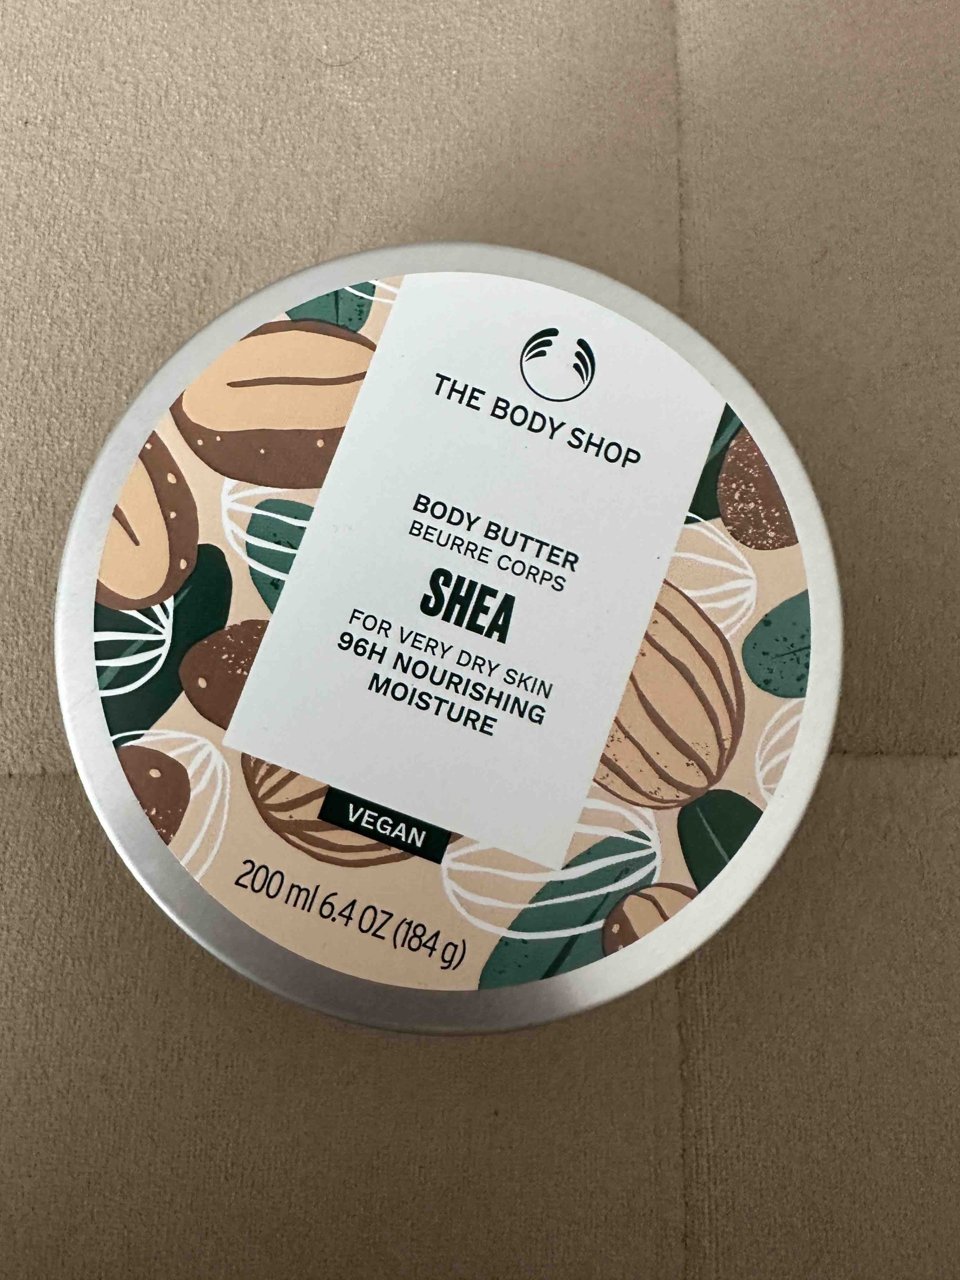 THE BODY SHOP
BODY BUTTER
BEURRE CORPS
SHEA
FOR VERY DRY SKIN
96H NOURISHING
MOISTURE
VEGAN
200 ml 6.4 OZ (184 g)